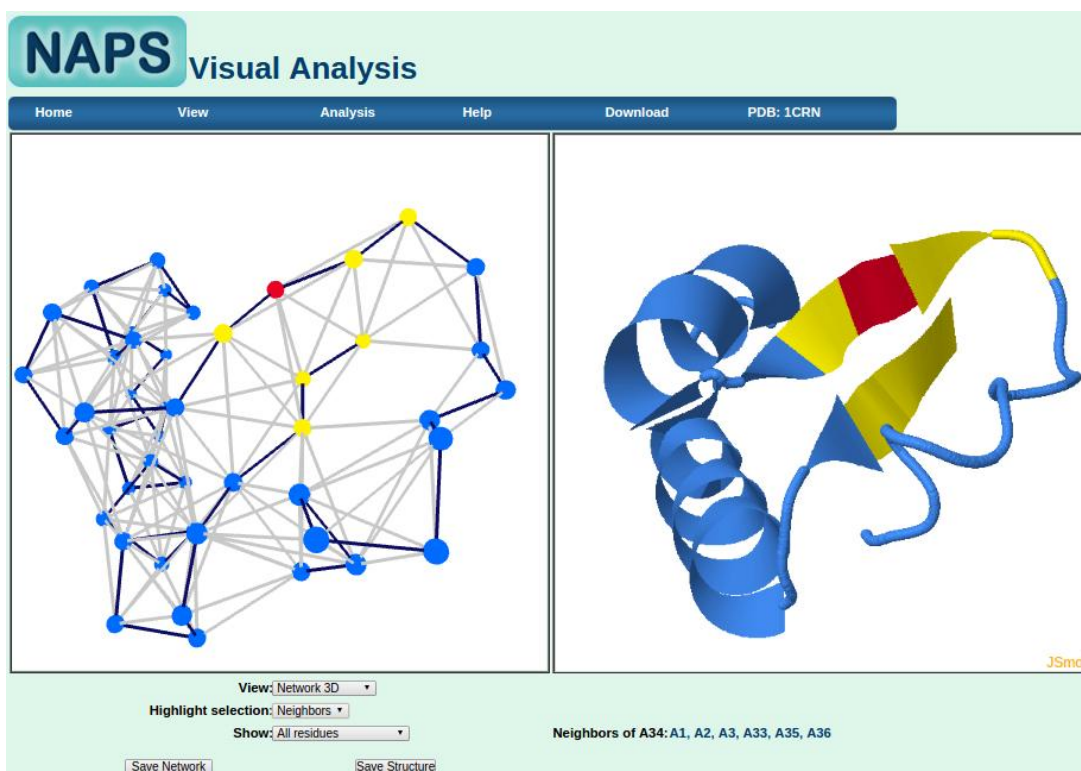 NAPS Visual Analysis
Home View Analysis Help Download PDB: 1CRN
JSmo
View: Network 3D
Highlight selection: Neighbors
Show: All residues
Neighbors of A34: A1, A2, A3, A33, A35, A36
Save Network Save Structure